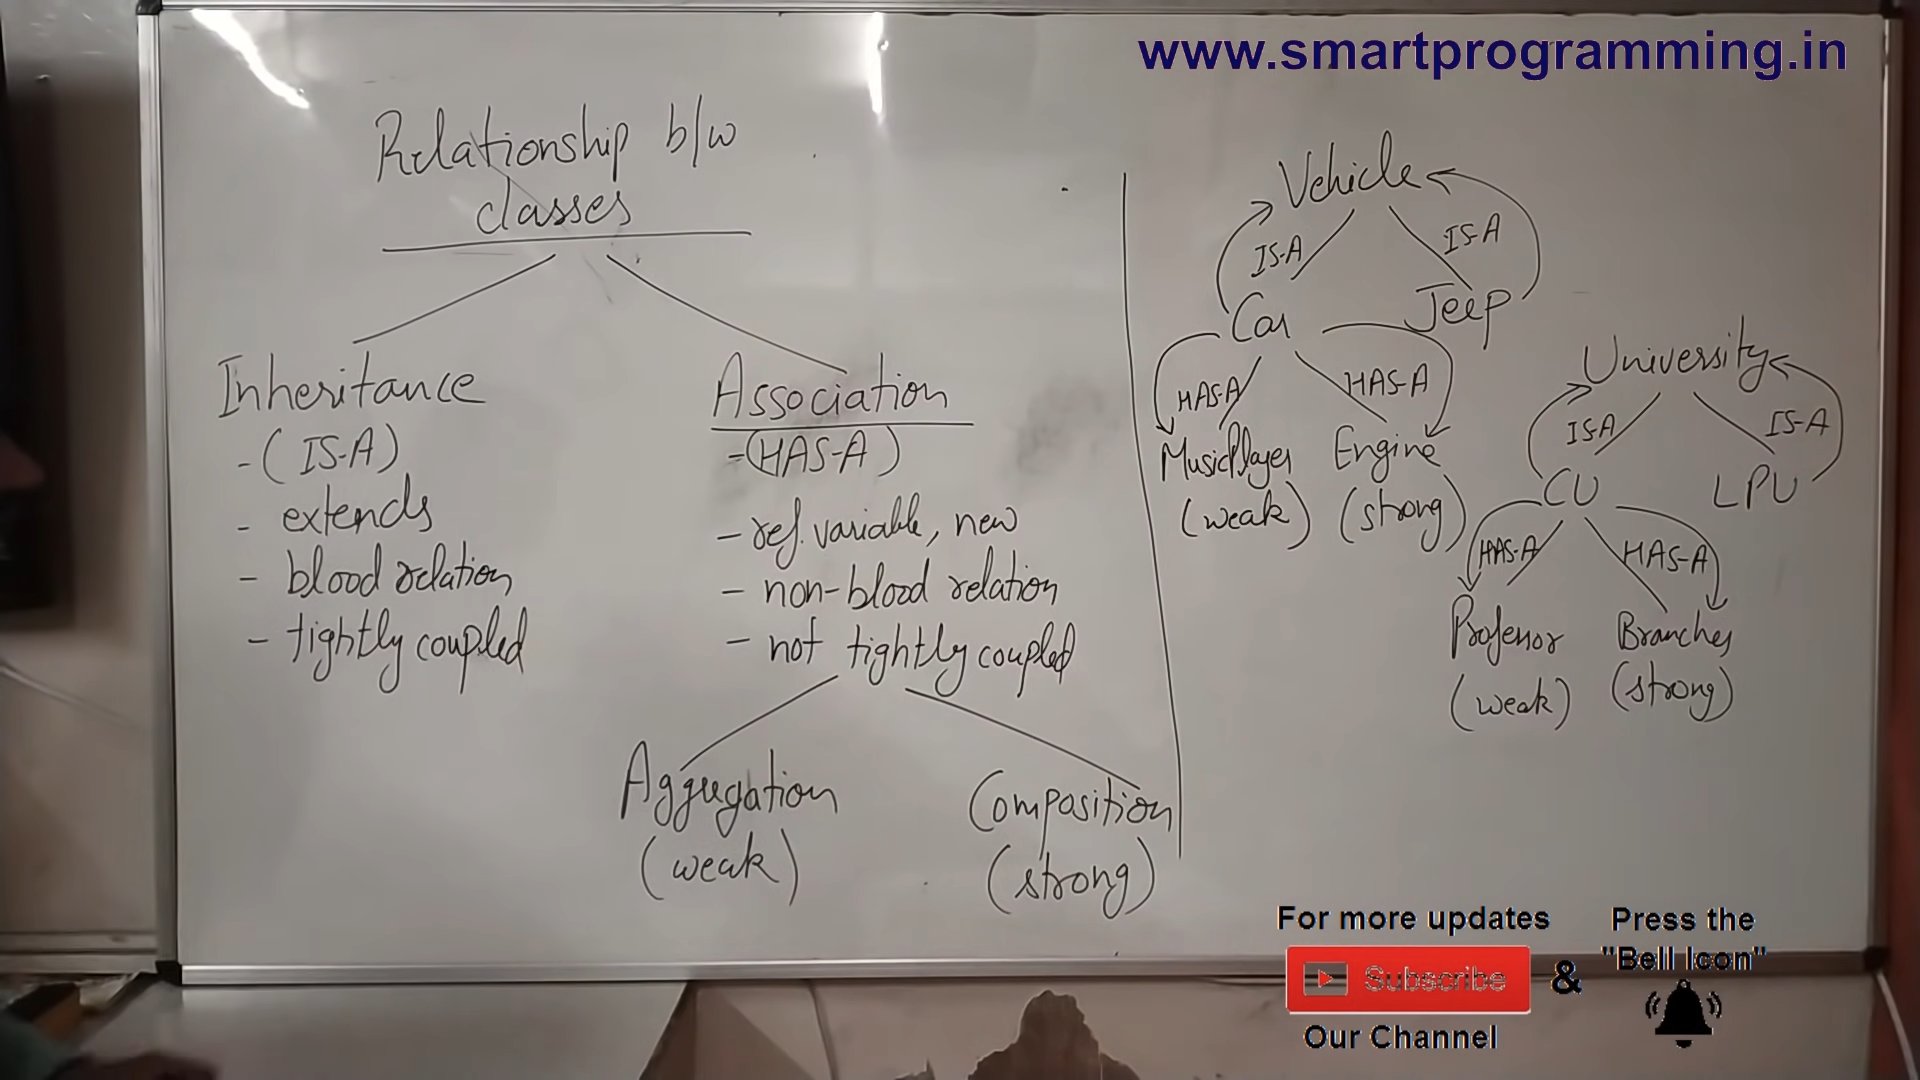 www.smartprogramming.in
Relationship b/w
classes
Inheritance
-(IS-A)
- extends
- blood relation
- tightly coupled
Association
-(HAS-A)
- ref. variable, new
- non-blood relation
- not tightly coupled
Aggregation
(weak)
Composition
(strong)
Vehicle
IS-A
IS-A
Car
Jeep
HAS-A
HAS-A
MusicPlayer
Engine
(weak)
(strong)
University
IS-A
IS-A
CU
LPU
HAS-A
HAS-A
Professor
Branches
(weak)
(strong)
For more updates
Subscribe
Our Channel
&
Press the
"Bell Icon"